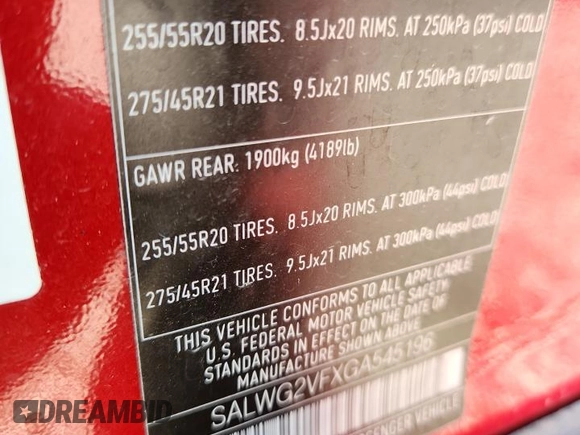 255/55R20 TIRES. 8.5Jx20 RIMS. AT 250kPa (37psi) COLD
275/45R21 TIRES. 9.5Jx21 RIMS. AT 250kPa (37psi) COLD
GAWR REAR: 1900kg (4189lb)
255/55R20 TIRES. 8.5Jx20 RIMS. AT 300kPa (44psi) COLD
275/45R21 TIRES. 9.5Jx21 RIMS. AT 300kPa (44psi) COLD
THIS VEHICLE CONFORMS TO ALL APPLICABLE
U.S. FEDERAL MOTOR VEHICLE SAFETY
STANDARDS IN EFFECT ON THE DATE OF
MANUFACTURE SHOWN ABOVE
SALWG2VFXGA545196
PASSENGER VEHICLE
DREAMBID